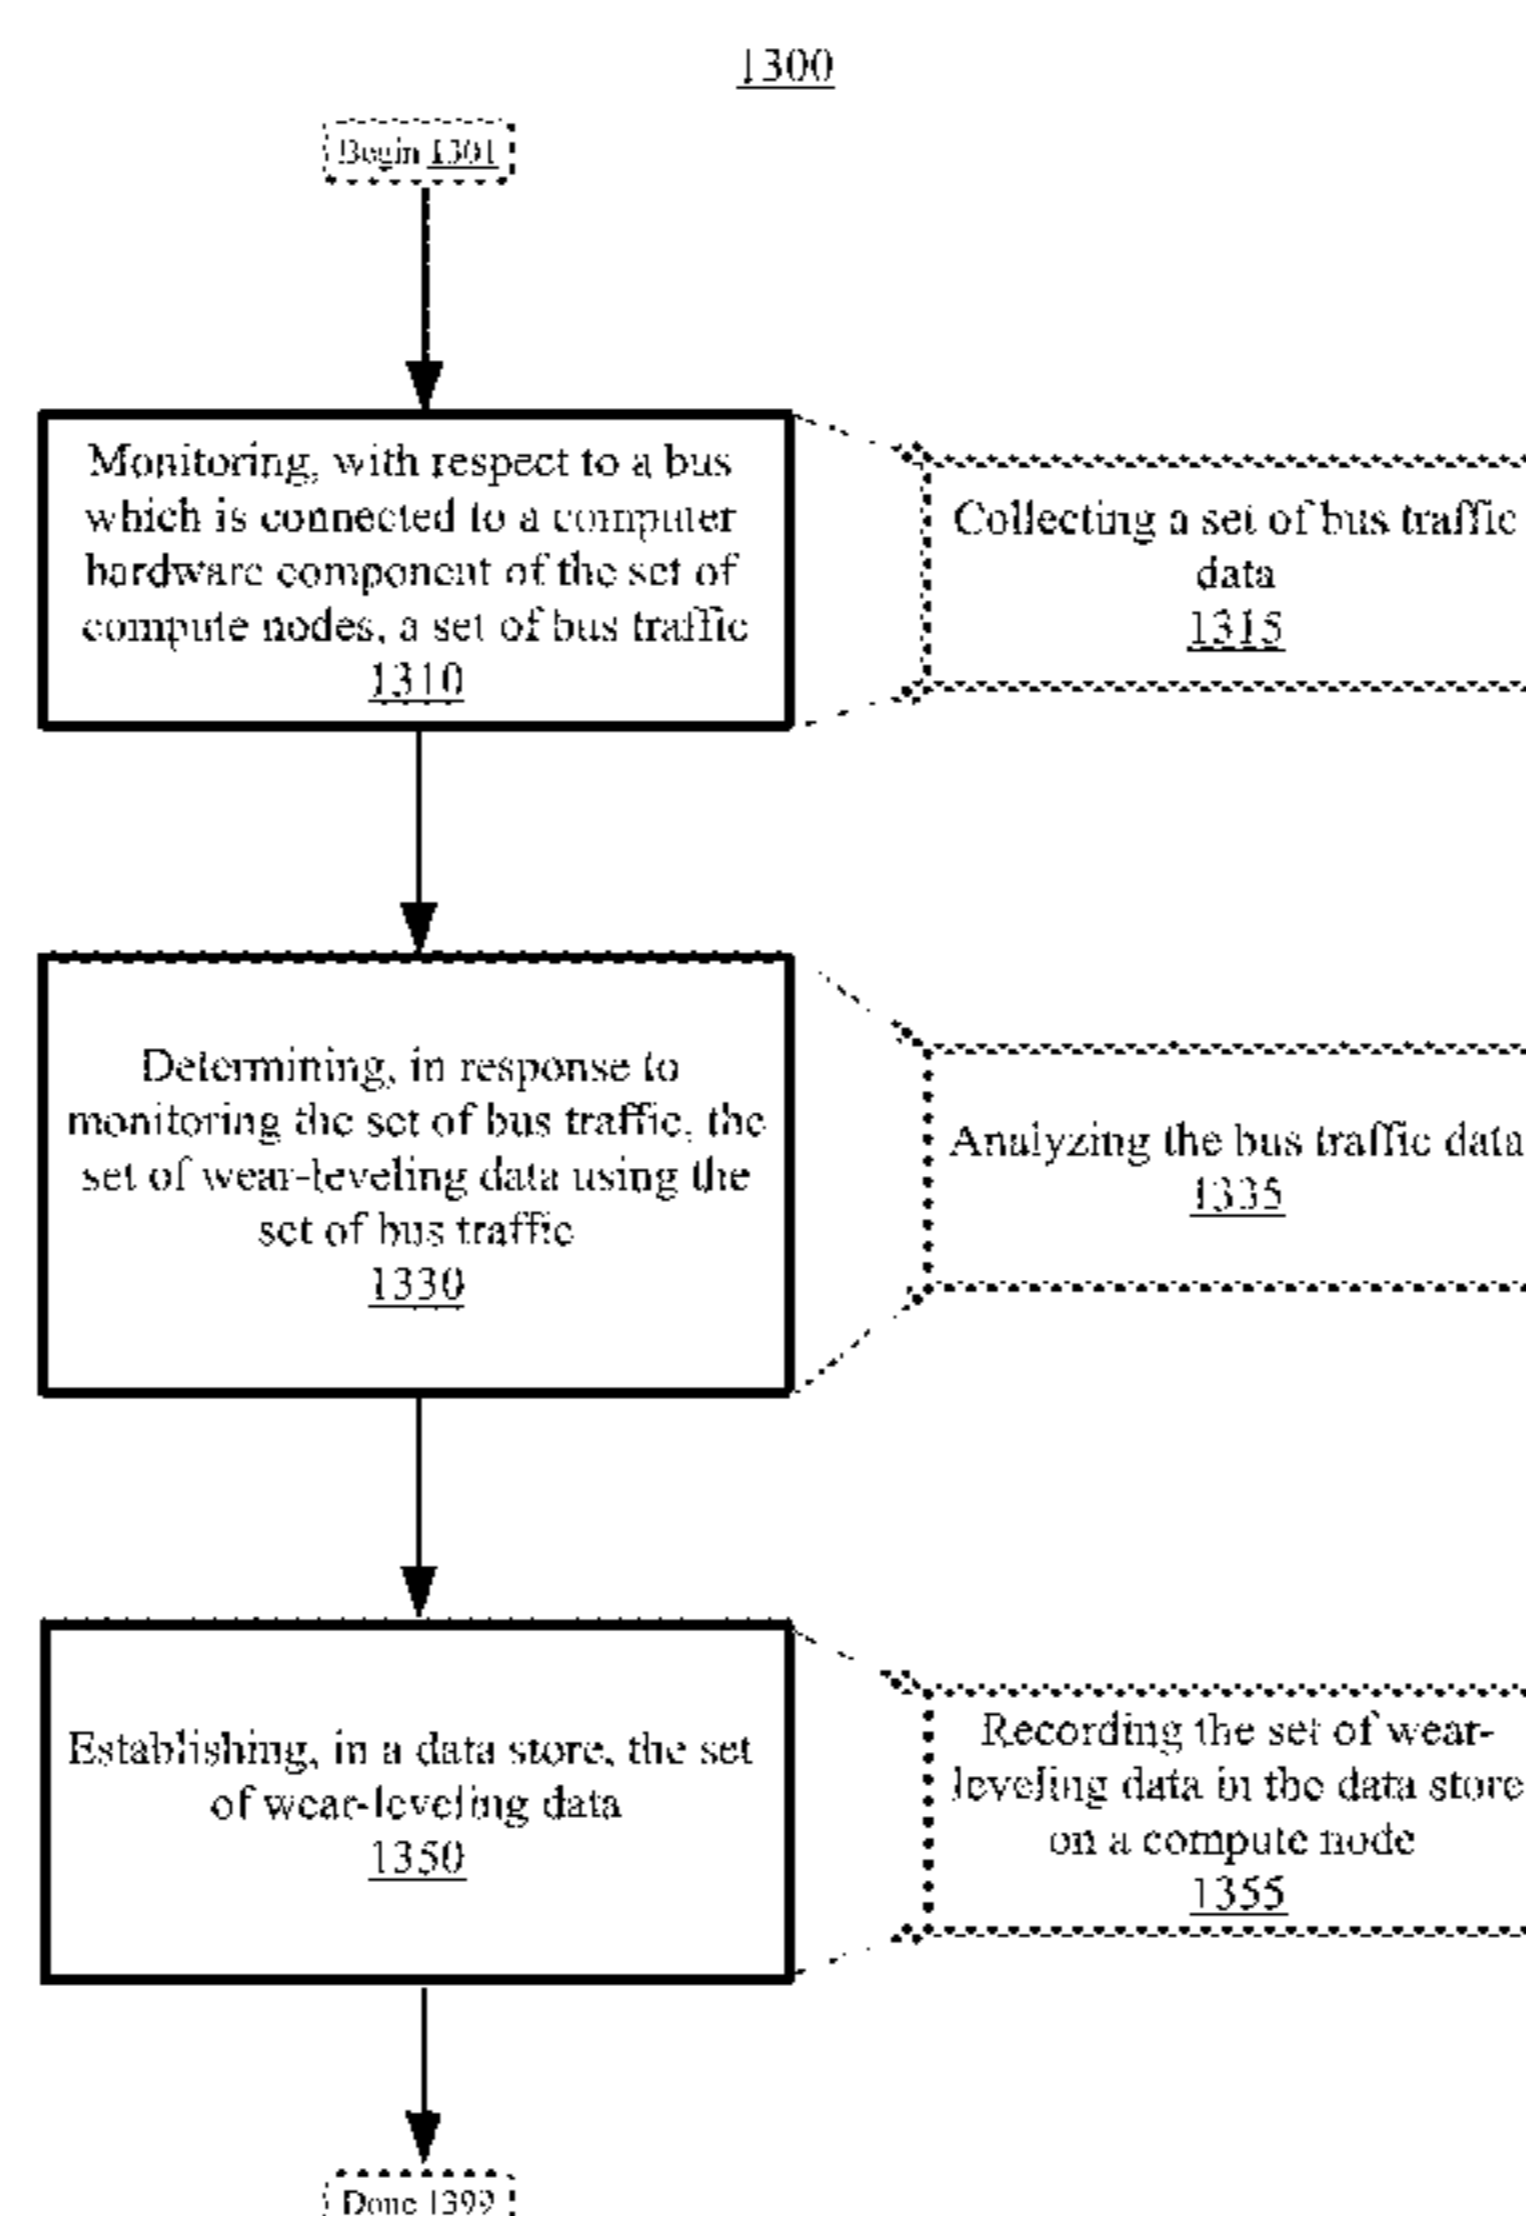 1300
Begin 1301
Monitoring, with respect to a bus
which is connected to a computer
hardware component of the set of
compute nodes, a set of bus traffic
1310
Collecting a set of bus traffic
data
1315
Determining, in response to
monitoring the set of bus traffic, the
set of wear-leveling data using the
set of bus traffic
1330
Analyzing the bus traffic data
1335
Establishing, in a data store, the set
of wear-leveling data
1350
Recording the set of wear-
leveling data in the data store
on a compute node
1355
Done 1399